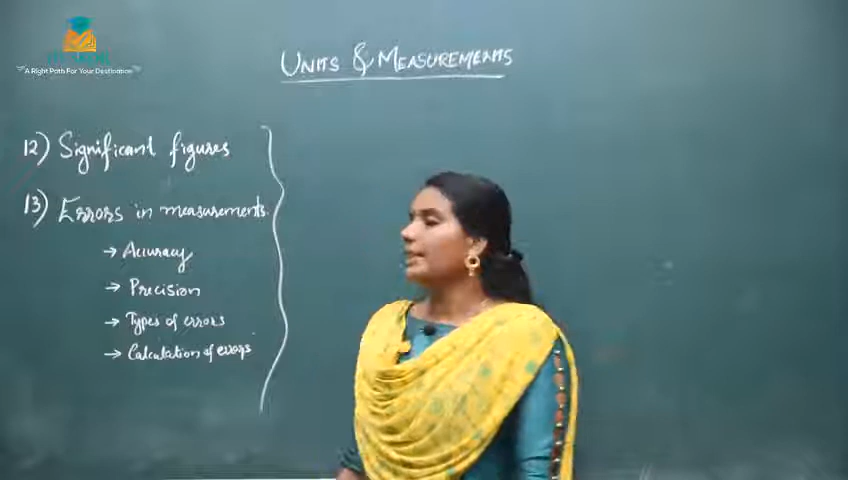 A Right Path For Your Destination
UNITS & MEASUREMENTS
12) Significant figures
13) Errors in measurements.
→ Accuracy
→ Precision
→ Types of errors
→ Calculation of errors